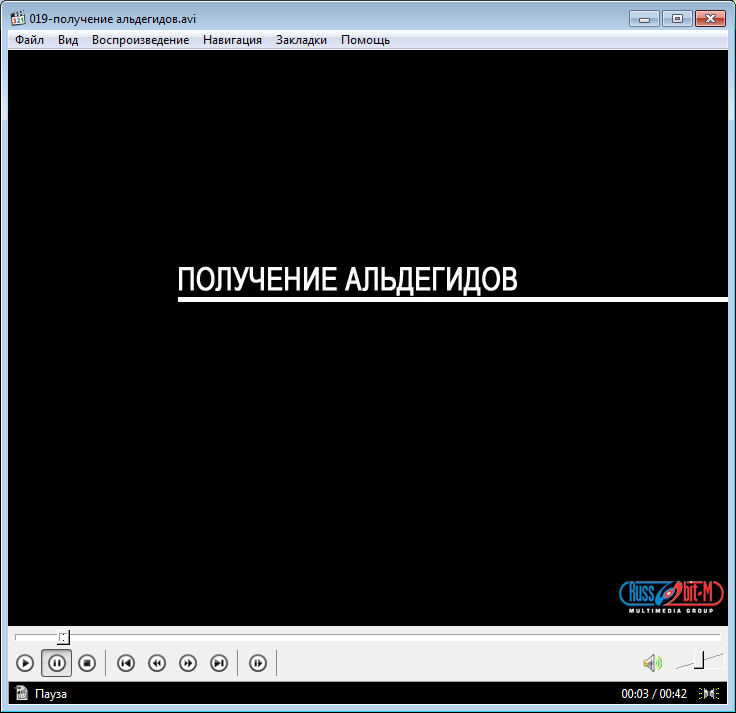 019-получение альдегидов.avi
Файл Вид Воспроизведение Навигация Закладки Помощь
ПОЛУЧЕНИЕ АЛЬДЕГИДОВ
Russ bit-M
MULTIMEDIA GROUP
Пауза
00:03 / 00:42